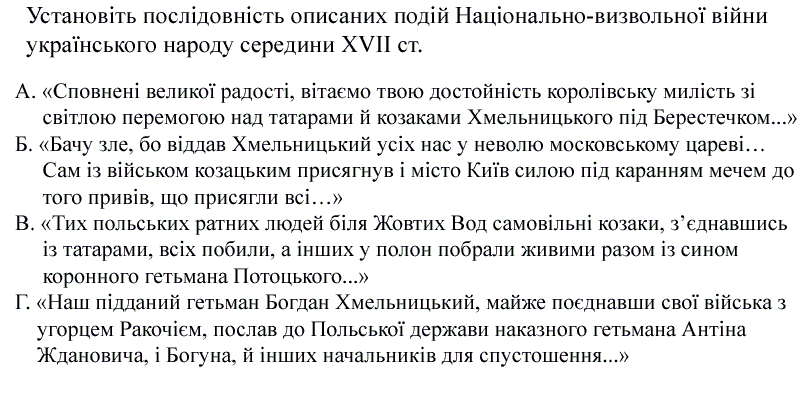 Установіть послідовність описаних подій Національно-визвольної війни
українського народу середини XVII ст.
А. «Сповнені великої радості, вітаємо твою достойність королівську милість зі
світлою перемогою над татарами й козаками Хмельницького під Берестечком...»
Б. «Бачу зле, бо віддав Хмельницький усіх нас у неволю московському цареві…
Сам із військом козацьким присягнув і місто Київ силою під каранням мечем до
того привів, що присягли всі…»
В. «Тих польських ратних людей біля Жовтих Вод самовільні козаки, з’єднавшись
із татарами, всіх побили, а інших у полон побрали живими разом із сином
коронного гетьмана Потоцького...»
Г. «Наш підданий гетьман Богдан Хмельницький, майже поєднавши свої війська з
угорцем Ракочієм, послав до Польської держави наказного гетьмана Антіна
Ждановича, і Богуна, й інших начальників для спустошення...»